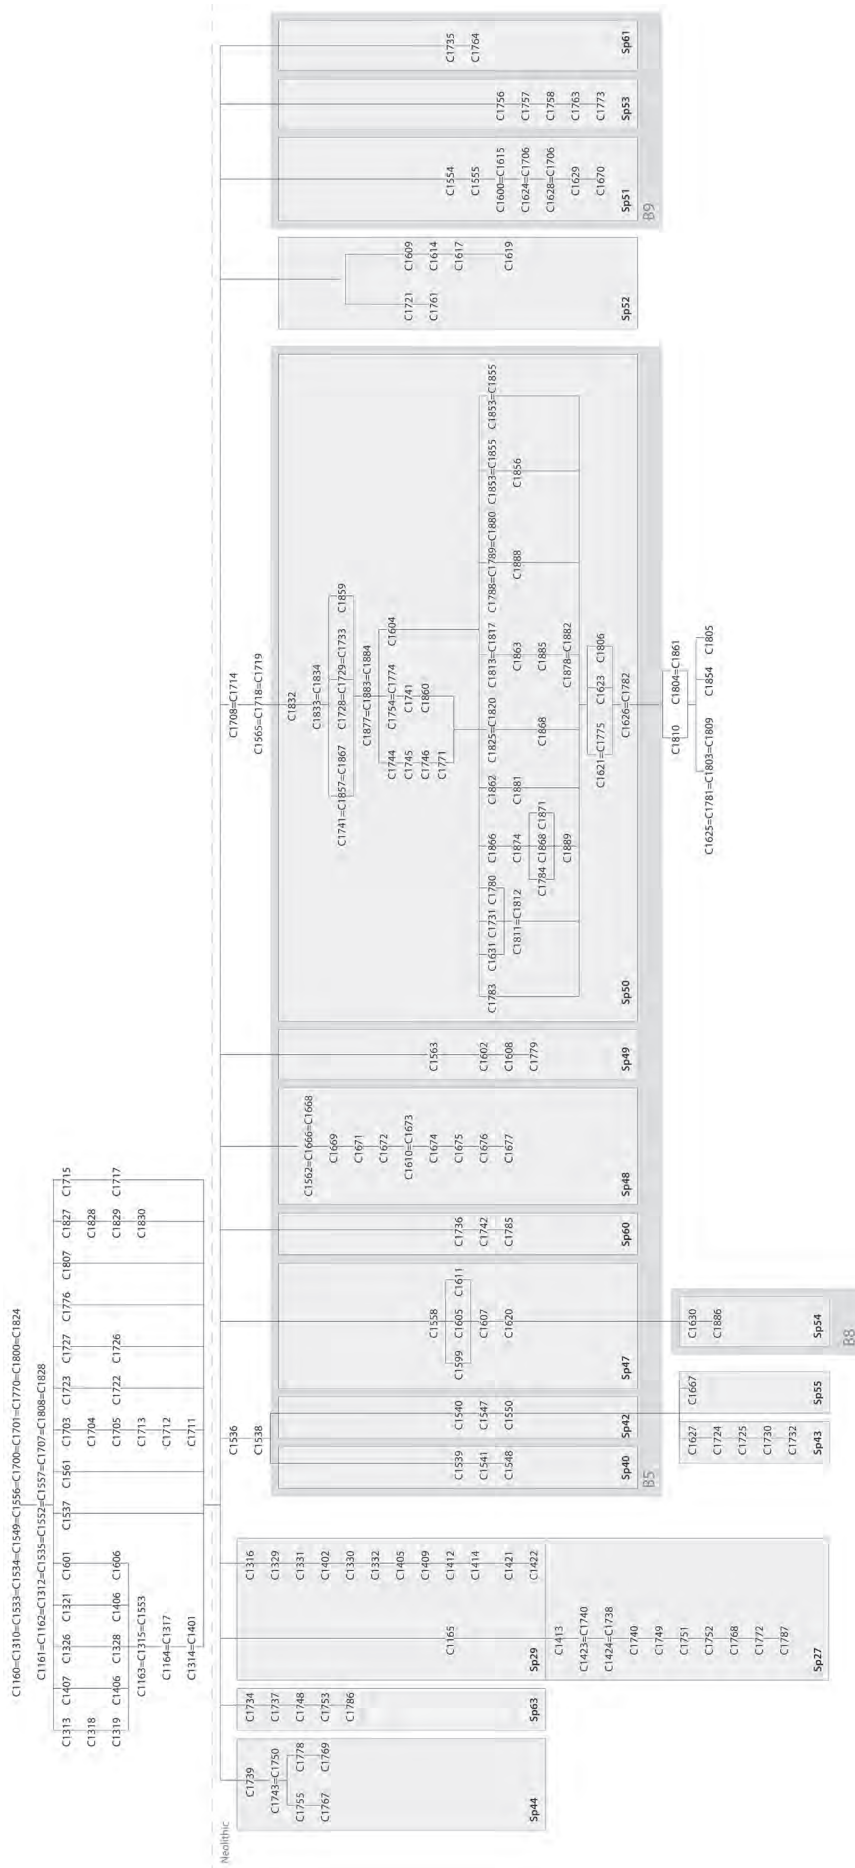 C1160=C1310=C1533=C1534=C1549=C1556=C1700=C1701=C1770=C1800=C1824
C1161=C1162=C1312=C1535=C1552=C1557=C1707=C1808=C1828
C1313 C1407 C1326 C1321 C1601 C1537 C1561 C1703 C1723 C1727 C1776 C1807 C1827 C1715
C1318 C1704 C1828
C1319 C1406 C1328 C1406 C1606 C1705 C1722 C1726 C1829 C1717
C1163=C1315=C1553 C1713 C1830
C1164=C1317 C1712
C1314=C1401 C1711
Neolithic
C1739
C1743=C1750
C1755 C1778
C1767 C1769
Sp44
C1734
C1737
C1748
C1753
C1786
Sp63
C1316
C1329
C1331
C1402
C1330
C1332
C1405
C1409
C1412
C1414
C1421
C1422
C1165
Sp29
C1413
C1423=C1740
C1424=C1738
C1740
C1749
C1751
C1752
C1768
C1772
C1787
Sp27
C1536
C1538
C1539
C1541
C1548
Sp40
C1540
C1547
C1550
Sp42
B5
C1627
C1724
C1725
C1730
C1732
Sp43
C1667
Sp55
C1558
C1599 C1605 C1611
C1607
C1620
Sp47
C1630
C1886
Sp54
B8
C1736
C1742
C1785
Sp60
C1562=C1666=C1668
C1669
C1671
C1672
C1610=C1673
C1674
C1675
C1676
C1677
Sp48
C1563
C1602
C1608
C1779
Sp49
C1708=C1714
C1565=C1718=C1719
C1832
C1833=C1834
C1741=C1857=C1867 C1728=C1729=C1733 C1859
C1877=C1883=C1884
C1744 C1754=C1774 C1604
C1745 C1741
C1746 C1860
C1771
C1783 C1631 C1731 C1780 C1866 C1862 C1825=C1820 C1813=C1817 C1788=C1789=C1880 C1853=C1855 C1853=C1855
C1811=C1812 C1874 C1881 C1863 C1888 C1856
C1784 C1868 C1871 C1868 C1885
C1889 C1878=C1882
C1621=C1775 C1623 C1806
C1626=C1782
Sp50
C1810 C1804=C1861
C1625=C1781=C1803=C1809 C1854 C1805
C1721 C1609
C1761 C1614
C1617
C1619
Sp52
C1554
C1555
C1600=C1615
C1624=C1706
C1628=C1706
C1629
C1670
Sp51
C1756
C1757
C1758
C1763
C1773
Sp53
C1735
C1764
Sp61
B9